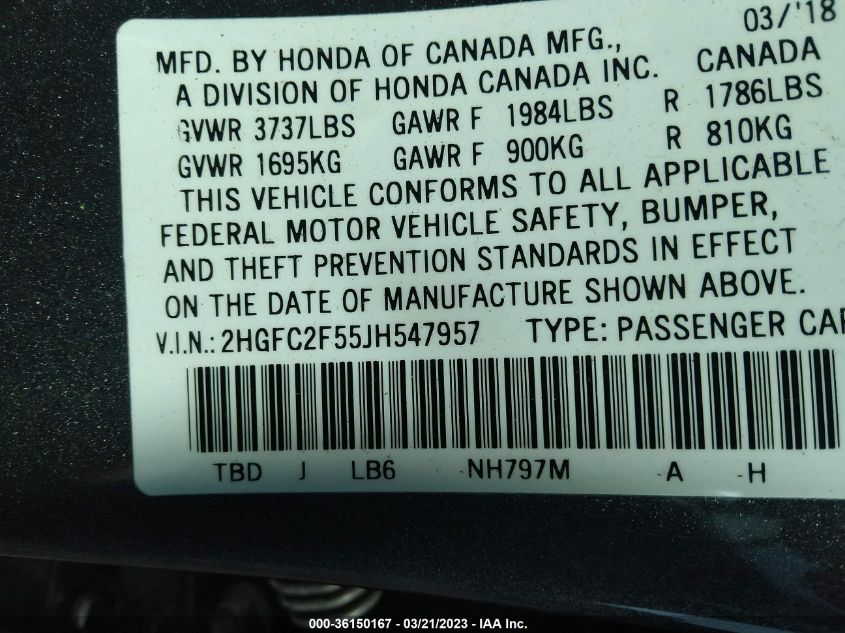 03/'18
MFD. BY HONDA OF CANADA MFG.,
A DIVISION OF HONDA CANADA INC. CANADA
GVWR 3737LBS GAWR F 1984LBS R 1786LBS
GVWR 1695KG GAWR F 900KG R 810KG
THIS VEHICLE CONFORMS TO ALL APPLICABLE
FEDERAL MOTOR VEHICLE SAFETY, BUMPER,
AND THEFT PREVENTION STANDARDS IN EFFECT
ON THE DATE OF MANUFACTURE SHOWN ABOVE.
V.I.N.: 2HGFC2F55JH547957 TYPE: PASSENGER CAR
TBD J LB6 NH797M A H
000-36150167 - 03/21/2023 - IAA Inc.